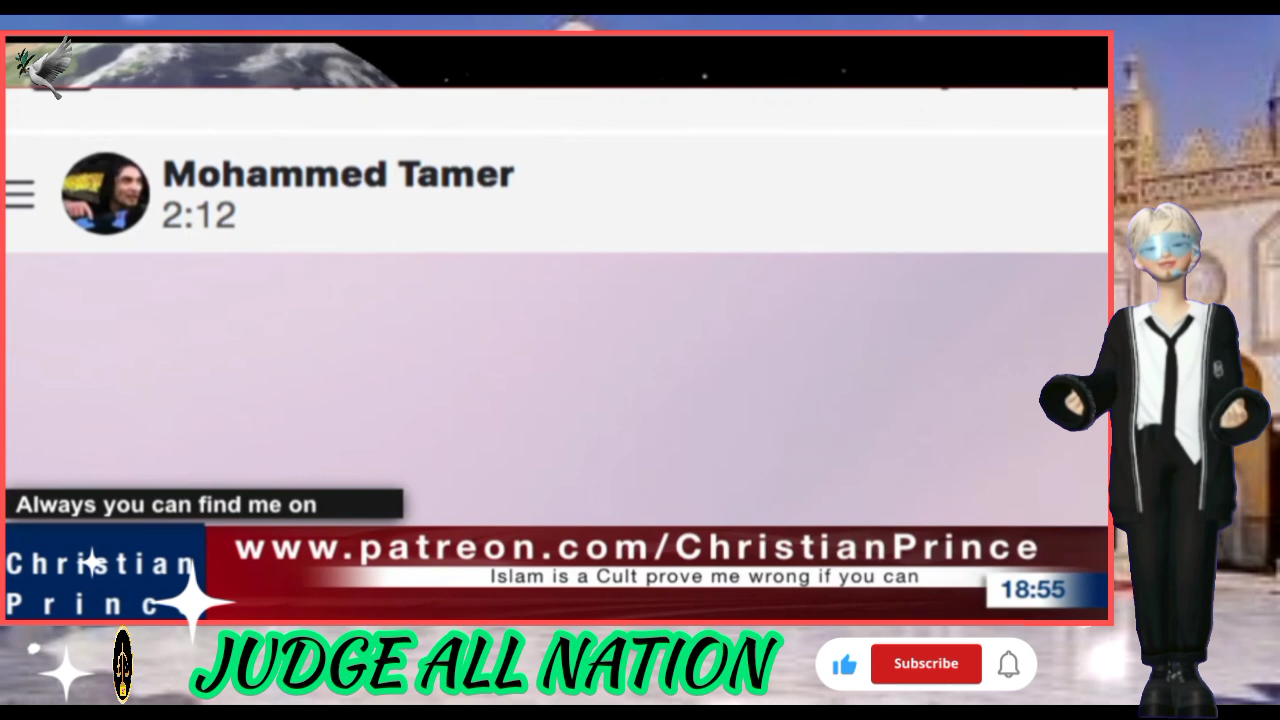 Mohammed Tamer
2:12
Always you can find me on
Christian
Princ
www.patreon.com/ChristianPrince
Islam is a Cult prove me wrong if you can
18:55
JUDGE ALL NATION
Subscribe